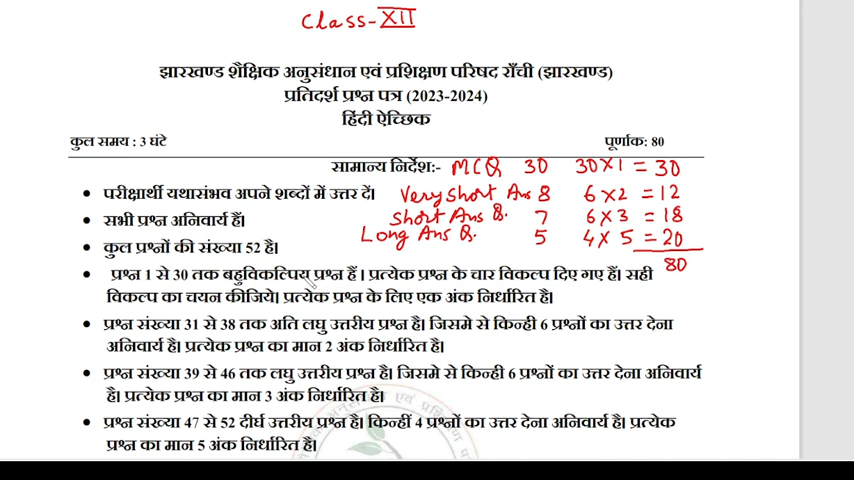 Class-XII
झारखण्ड शैक्षिक अनुसंधान एवं प्रशिक्षण परिषद राँची (झारखण्ड)
प्रतिदर्श प्रश्न पत्र (2023-2024)
हिंदी ऐच्छिक
कुल समय : 3 घंटे पूर्णांक: 80
सामान्य निर्देश:- MCQ 30 30×1 = 30
• परीक्षार्थी यथासंभव अपने शब्दों में उत्तर दें। Very short Ans 8 6×2 = 12
• सभी प्रश्न अनिवार्य हैं। Short Ans Q. 7 6×3 = 18
Long Ans Q. 5 4×5 = 20
• कुल प्रश्नों की संख्या 52 है।
80
• प्रश्न 1 से 30 तक बहुविकल्पिय प्रश्न हैं। प्रत्येक प्रश्न के चार विकल्प दिए गए हैं। सही
विकल्प का चयन कीजिये। प्रत्येक प्रश्न के लिए एक अंक निर्धारित है।
• प्रश्न संख्या 31 से 38 तक अति लघु उत्तरीय प्रश्न है। जिसमे से किन्ही 6 प्रश्नों का उत्तर देना
अनिवार्य है। प्रत्येक प्रश्न का मान 2 अंक निर्धारित है।
• प्रश्न संख्या 39 से 46 तक लघु उत्तरीय प्रश्न है। जिसमे से किन्ही 6 प्रश्नों का उत्तर देना अनिवार्य
है। प्रत्येक प्रश्न का मान 3 अंक निर्धारित है।
• प्रश्न संख्या 47 से 52 दीर्घ उत्तरीय प्रश्न है। किन्हीं 4 प्रश्नों का उत्तर देना अनिवार्य है। प्रत्येक
प्रश्न का मान 5 अंक निर्धारित है।